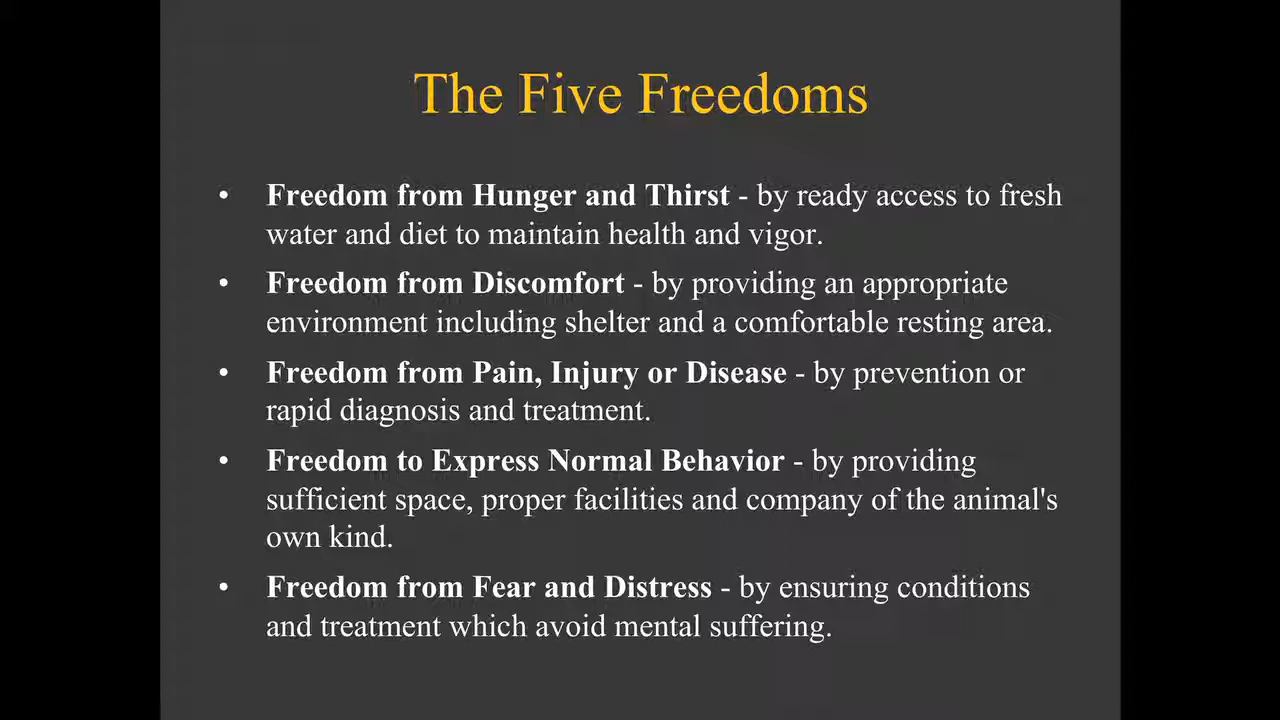 The Five Freedoms
• Freedom from Hunger and Thirst - by ready access to fresh
water and diet to maintain health and vigor.
• Freedom from Discomfort - by providing an appropriate
environment including shelter and a comfortable resting area.
• Freedom from Pain, Injury or Disease - by prevention or
rapid diagnosis and treatment.
• Freedom to Express Normal Behavior - by providing
sufficient space, proper facilities and company of the animal's
own kind.
• Freedom from Fear and Distress - by ensuring conditions
and treatment which avoid mental suffering.